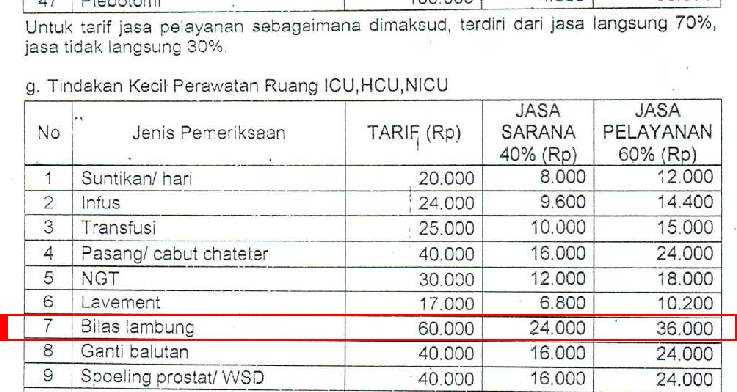 47 Plebotomi
Untuk tarif jasa pelayanan sebagaimana dimaksud, terdiri dari jasa langsung 70%,
jasa tidak langsung 30%.
g. Tindakan Kecil Perawatan Ruang ICU,HCU,NICU
No Jenis Pemeriksaan TARIF (Rp) JASA SARANA 40% (Rp) JASA PELAYANAN 60% (Rp)
1 Suntikan/ hari 20.000 8.000 12.000
2 Infus 24.000 9.600 14.400
3 Transfusi 25.000 10.000 15.000
4 Pasang/ cabut chateter 40.000 16.000 24.000
5 NGT 30.000 12.000 18.000
6 Lavement 17.000 6.800 10.200
7 Bilas lambung 60.000 24.000 36.000
8 Ganti balutan 40.000 16.000 24.000
9 Spoeling prostat/ WSD 40.000 16.000 24.000